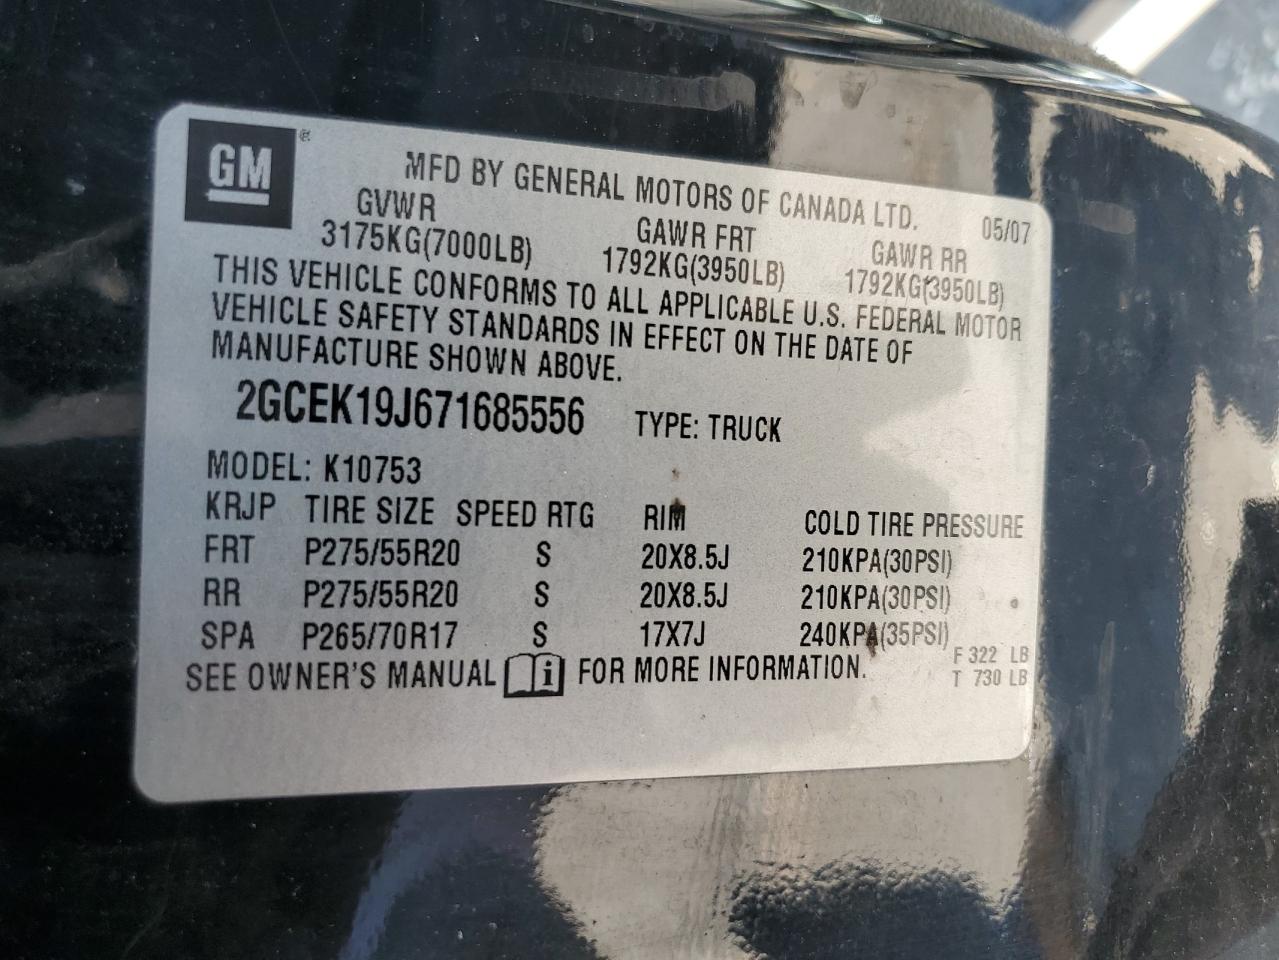 GM ®
MFD BY GENERAL MOTORS OF CANADA LTD.
05/07
GVWR GAWR FRT GAWR RR
3175KG(7000LB) 1792KG(3950LB) 1792KG(3950LB)
THIS VEHICLE CONFORMS TO ALL APPLICABLE U.S. FEDERAL MOTOR
VEHICLE SAFETY STANDARDS IN EFFECT ON THE DATE OF
MANUFACTURE SHOWN ABOVE.
2GCEK19J671685556 TYPE: TRUCK
MODEL: K10753
KRJP TIRE SIZE SPEED RTG RIM COLD TIRE PRESSURE
FRT P275/55R20 S 20X8.5J 210KPA(30PSI)
RR P275/55R20 S 20X8.5J 210KPA(30PSI)
SPA P265/70R17 S 17X7J 240KPA(35PSI)
SEE OWNER'S MANUAL i FOR MORE INFORMATION.
F 322 LB
T 730 LB